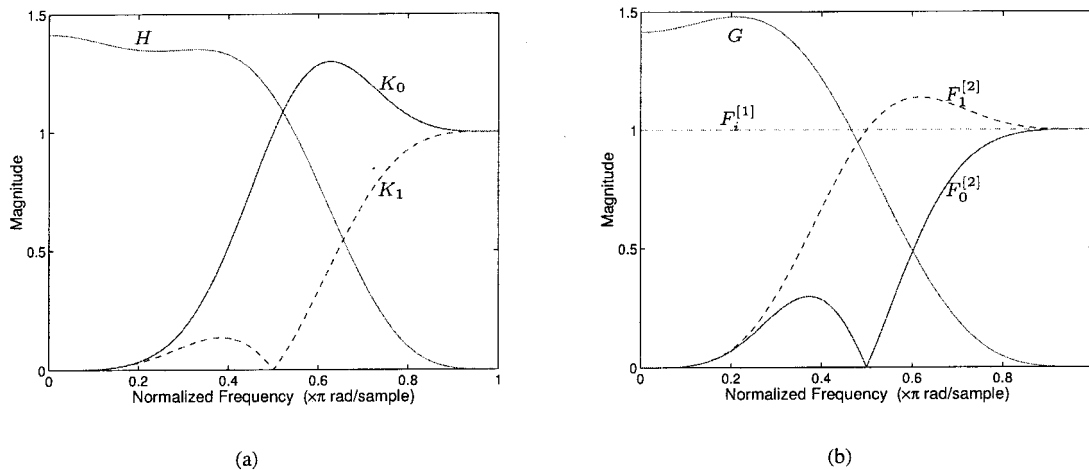 1.5
H
K₀
1
Magnitude
K₁
0.5
0
0 0.2 0.4 0.6 0.8 1
Normalized Frequency (×π rad/sample)
(a)
1.5
G
F₁^[2]
F_i^[1]
1
Magnitude
F₀^[2]
0.5
0
0 0.2 0.4 0.6 0.8
Normalized Frequency (×π rad/sample)
(b)